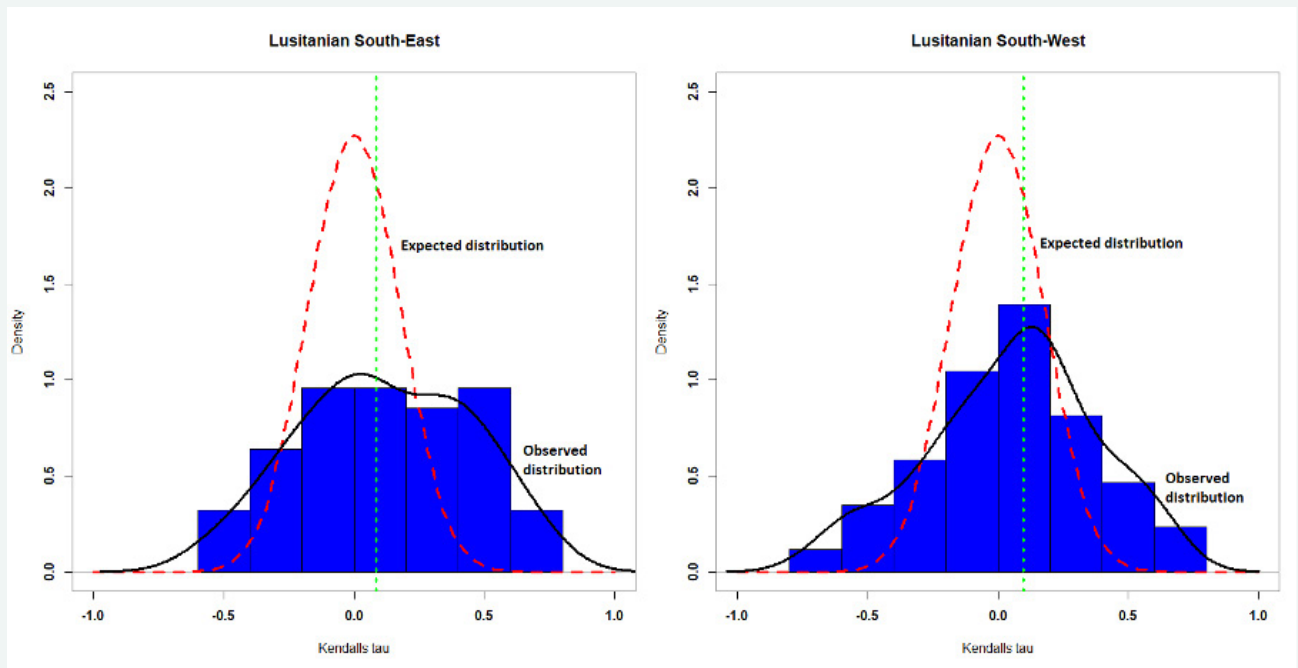 Lusitanian South-East
2.5
2.0
1.5
1.0
0.5
0.0
Density
Expected distribution
Observed
distribution
-1.0
-0.5
0.0
0.5
1.0
Kendalls tau
Lusitanian South-West
2.5
2.0
1.5
1.0
0.5
0.0
Density
Expected distribution
Observed
distribution
-1.0
-0.5
0.0
0.5
1.0
Kendalls tau